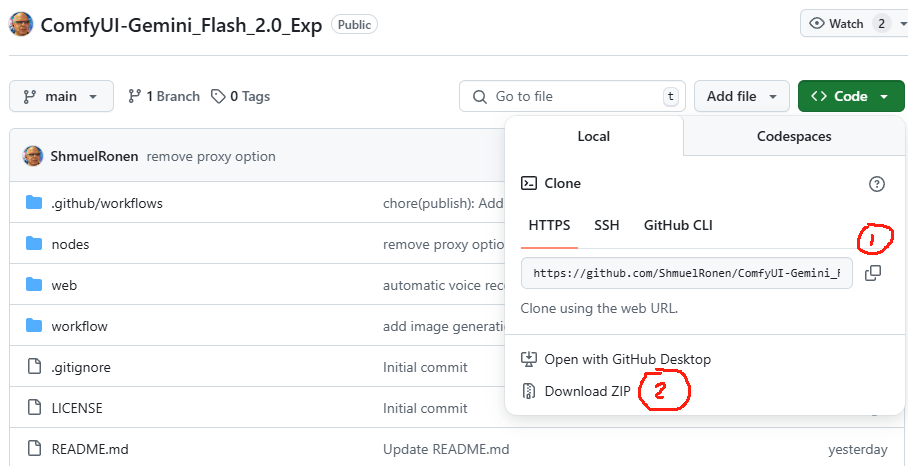 ComfyUI-Gemini_Flash_2.0_Exp Public Watch 2
main 1 Branch 0 Tags Go to file t Add file <> Code
Local Codespaces
ShmuelRonen remove proxy option
Clone ?
.github/workflows chore(publish): Add
HTTPS SSH GitHub CLI
1
nodes remove proxy optio
https://github.com/ShmuelRonen/ComfyUI-Gemini_F
web automatic voice rec
Clone using the web URL.
workflow add image generati
.gitignore Initial commit
Open with GitHub Desktop
Download ZIP 2
LICENSE Initial commit
README.md Update README.md yesterday